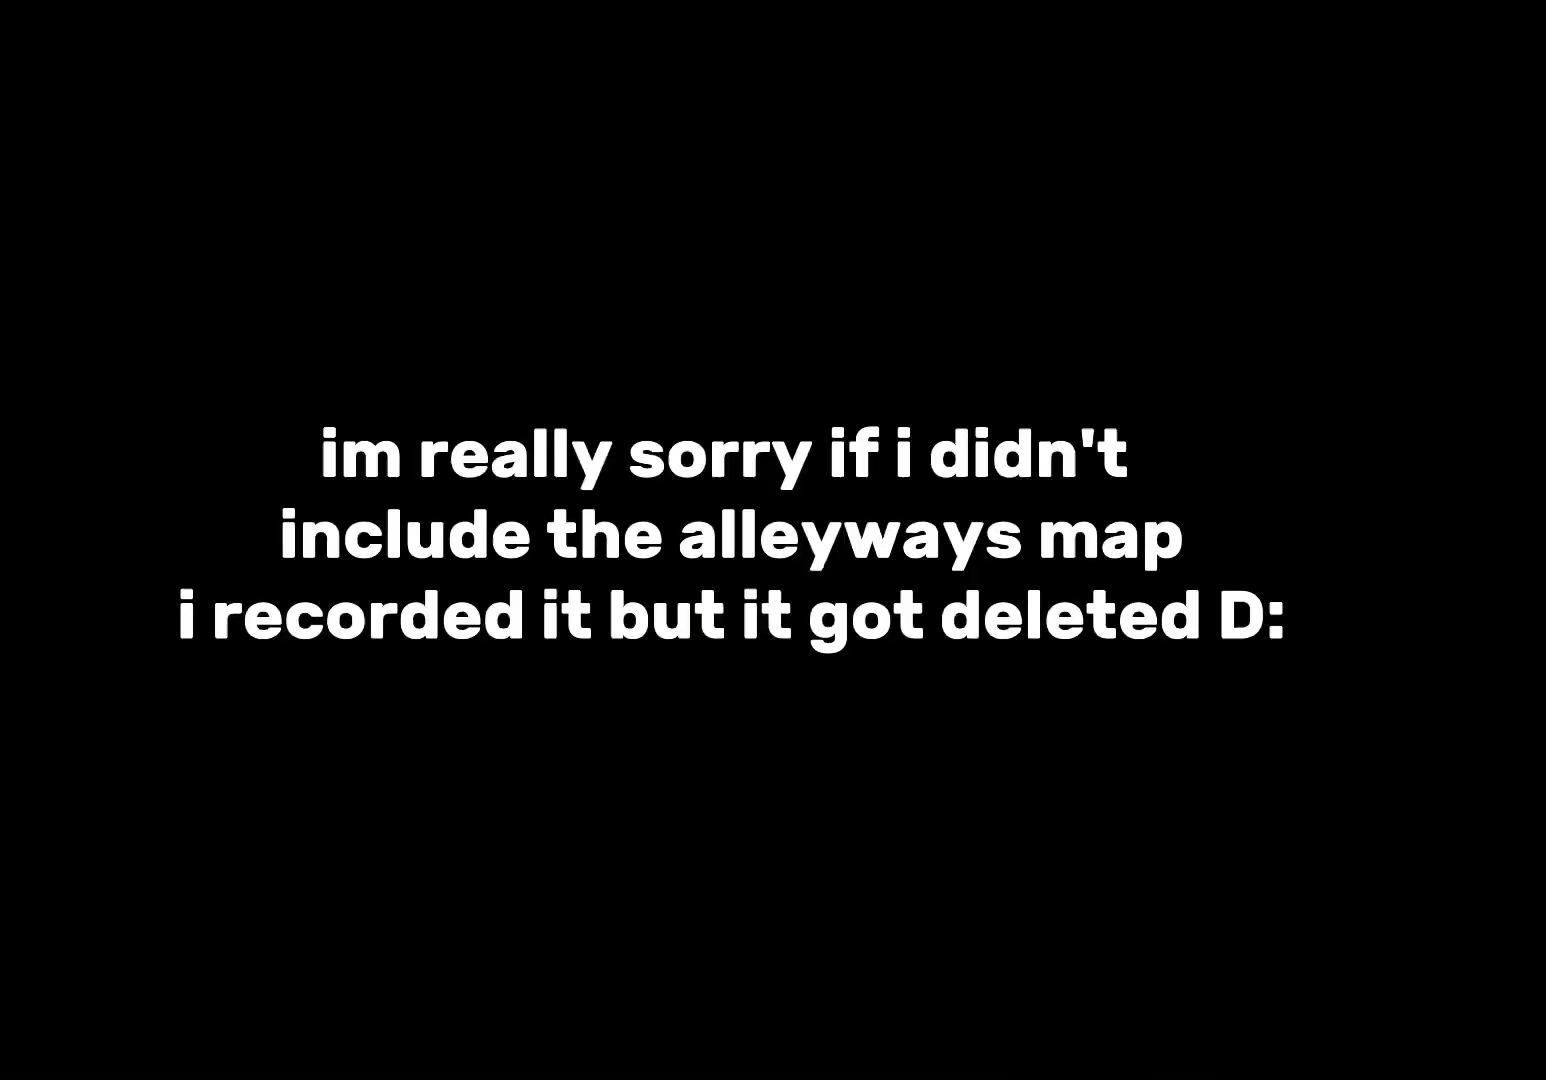 im really sorry if i didn't
include the alleyways map
i recorded it but it got deleted D: